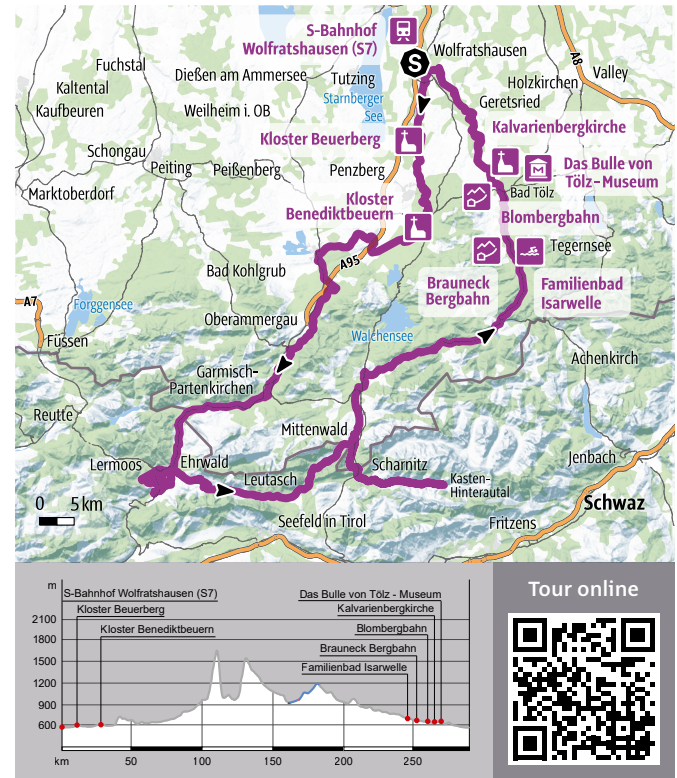 S-Bahnhof
Wolfratshausen (S7)
Wolfratshausen
S
A8
Fuchstal
Dießen am Ammersee
Tutzing
Holzkirchen
Valley
Kaltental
Starnberger
See
Geretsried
Kaufbeuren
Weilheim i. OB
Kloster Beuerberg
Kalvarienbergkirche
Schongau
Peiting
Peißenberg
Penzberg
Das Bulle von
Tölz-Museum
M
Marktoberdorf
Kloster
Benediktbeuern
Bad Tölz
Blombergbahn
Tegernsee
A95
Bad Kohlgrub
Brauneck
Bergbahn
Familienbad
Isarwelle
A7
Forggensee
Oberammergau
Walchensee
Füssen
Achenkirch
Garmisch-
Partenkirchen
Reutte
Mittenwald
Lermoos
Ehrwald
Leutasch
Scharnitz
Jenbach
Kasten-
Hinterautal
0 5 km
Schwaz
Seefeld in Tirol
Fritzens
m
S-Bahnhof Wolfratshausen (S7)
Kloster Beuerberg
Kloster Benediktbeuern
Das Bulle von Tölz - Museum
Kalvarienbergkirche
Blombergbahn
Brauneck Bergbahn
Familienbad Isarwelle
2100
1800
1500
1200
900
600
km 50 100 150 200 250
Tour online